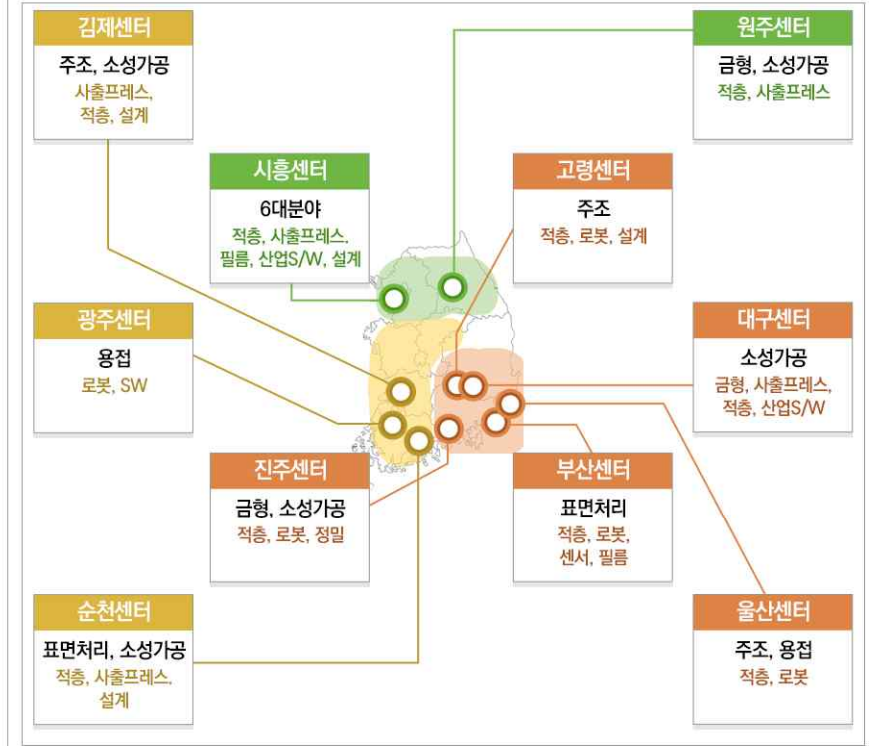 김제센터
주조, 소성가공
사출프레스,
적층, 설계
원주센터
금형, 소성가공
적층, 사출프레스
시흥센터
6대분야
적층, 사출프레스,
필름, 산업S/W, 설계
고령센터
주조
적층, 로봇, 설계
광주센터
용접
로봇, SW
대구센터
소성가공
금형, 사출프레스,
적층, 산업S/W
진주센터
금형, 소성가공
적층, 로봇, 정밀
부산센터
표면처리
적층, 로봇,
센서, 필름
순천센터
표면처리, 소성가공
적층, 사출프레스,
설계
울산센터
주조, 용접
적층, 로봇